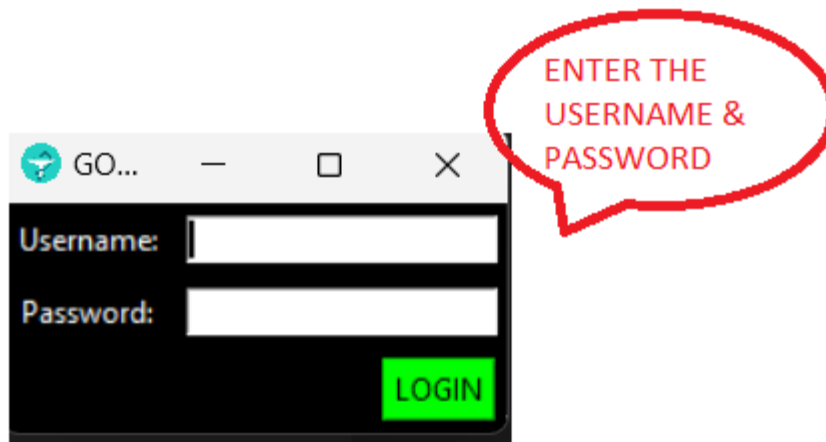 ENTER THE
USERNAME &
PASSWORD
GO...
Username:
Password:
LOGIN